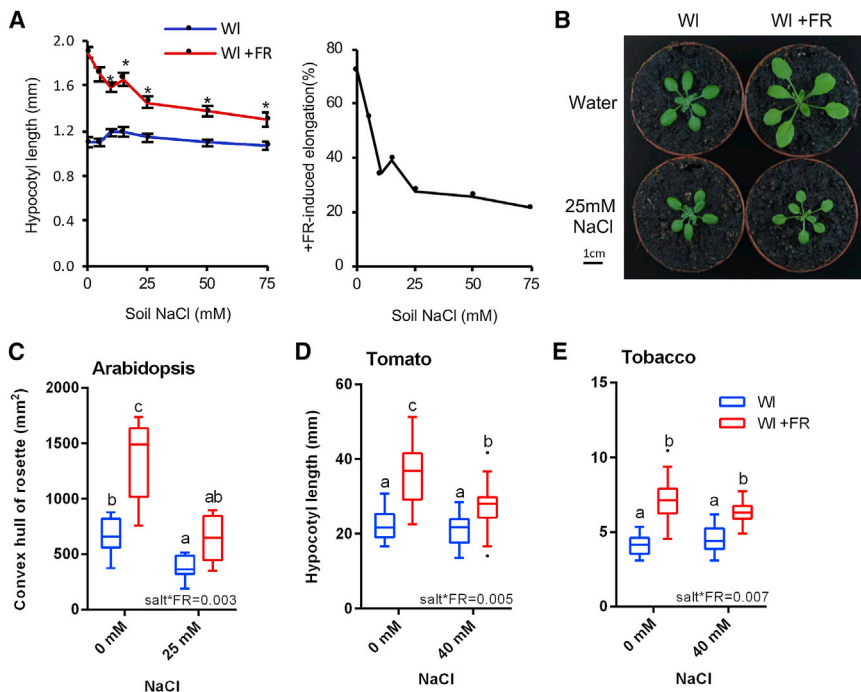 A
Wl
Wl +FR
Hypocotyl length (mm)
2.0
1.6
1.2
0.8
0.4
0.0
* * * * *
0 25 50 75
Soil NaCl (mM)
+FR-induced elongation(%)
80
60
40
20
0
0 25 50 75
Soil NaCl (mM)
B
Wl Wl +FR
Water
25mM
NaCl
1cm
C
Arabidopsis
Convex hull of rosette (mm²)
2000
1500
1000
500
0
b c a ab
salt*FR=0.003
0 mM 25 mM
NaCl
D
Tomato
Hypocotyl length (mm)
60
40
20
0
a c a b
salt*FR=0.005
0 mM 40 mM
NaCl
E
Tobacco
15
10
5
0
Wl
Wl +FR
a b a b
salt*FR=0.007
0 mM 40 mM
NaCl